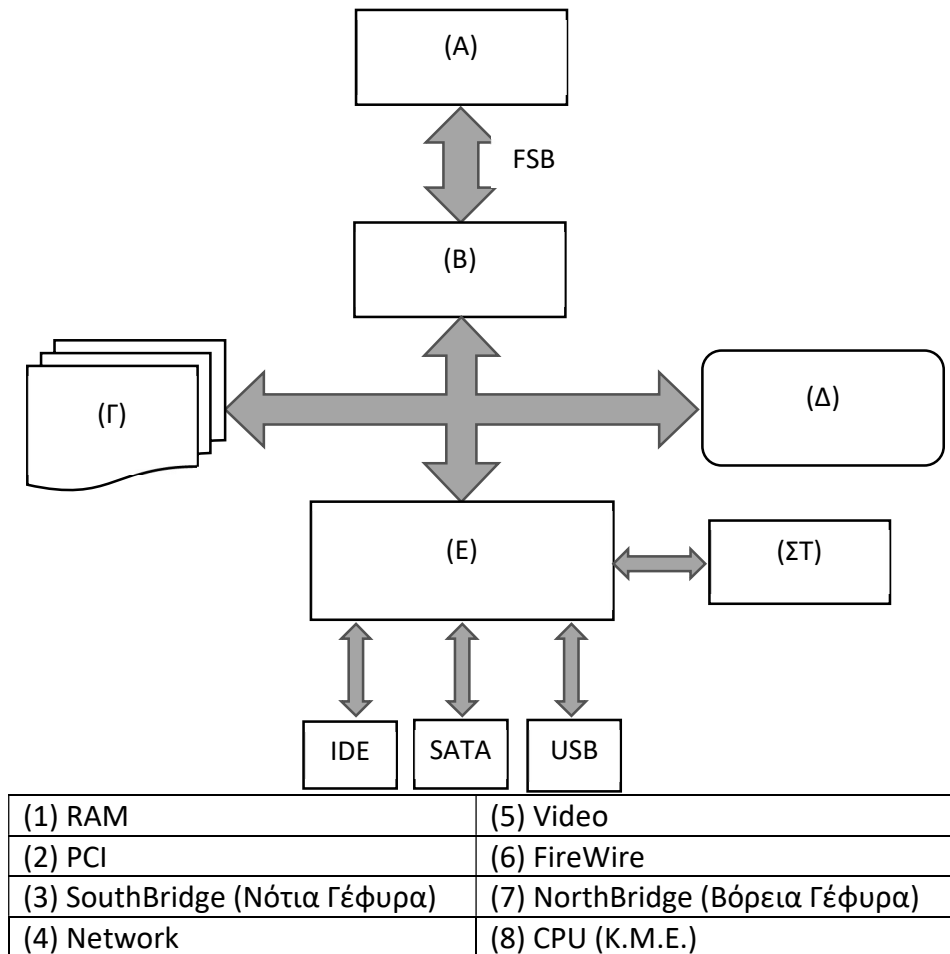 (Α)
FSB
(Β)
(Γ)
(Δ)
(Ε)
(ΣΤ)
IDE
SATA
USB
(1) RAM
(5) Video
(2) PCI
(6) FireWire
(3) SouthBridge (Νότια Γέφυρα)
(7) NorthBridge (Βόρεια Γέφυρα)
(4) Network
(8) CPU (Κ.Μ.Ε.)